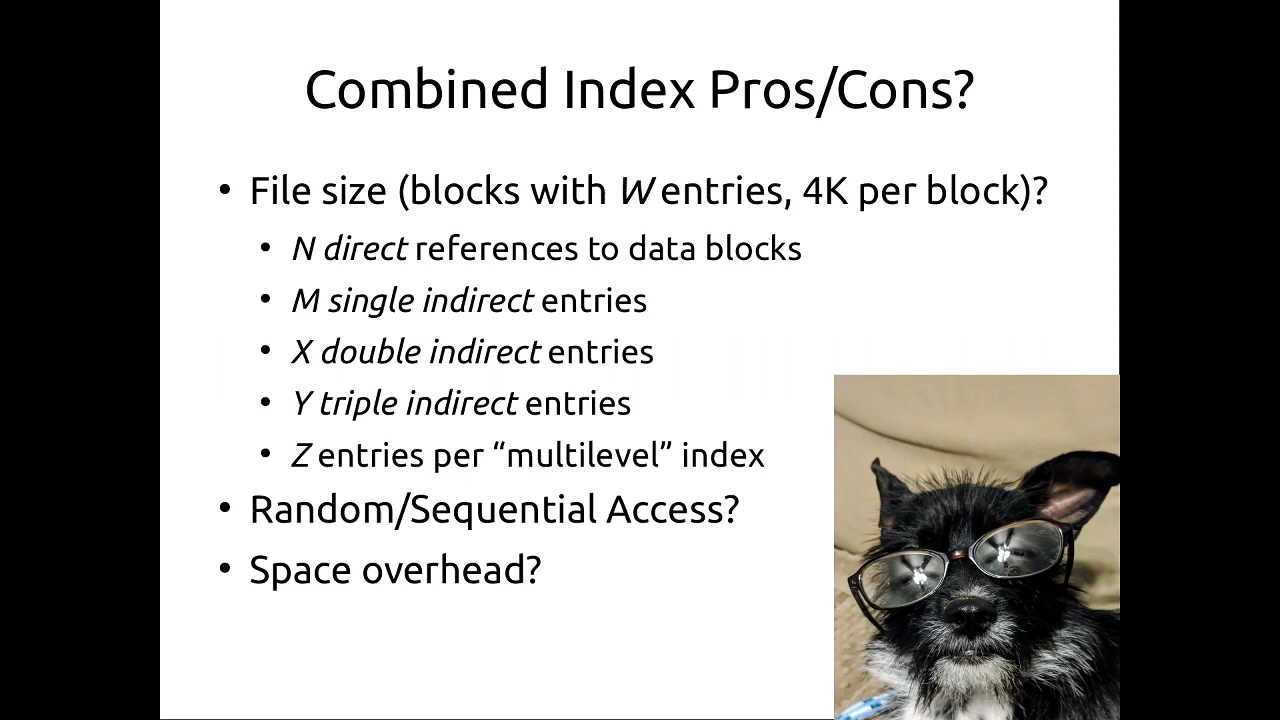 Combined Index Pros/Cons?
• File size (blocks with W entries, 4K per block)?
• N direct references to data blocks
• M single indirect entries
• X double indirect entries
• Y triple indirect entries
• Z entries per “multilevel” index
• Random/Sequential Access?
• Space overhead?